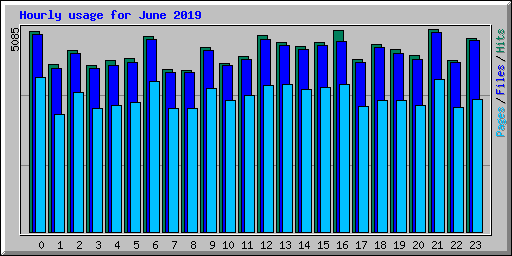 Hourly usage for June 2019
5085
Pages/Files/Hits
0 1 2 3 4 5 6 7 8 9 10 11 12 13 14 15 16 17 18 19 20 21 22 23